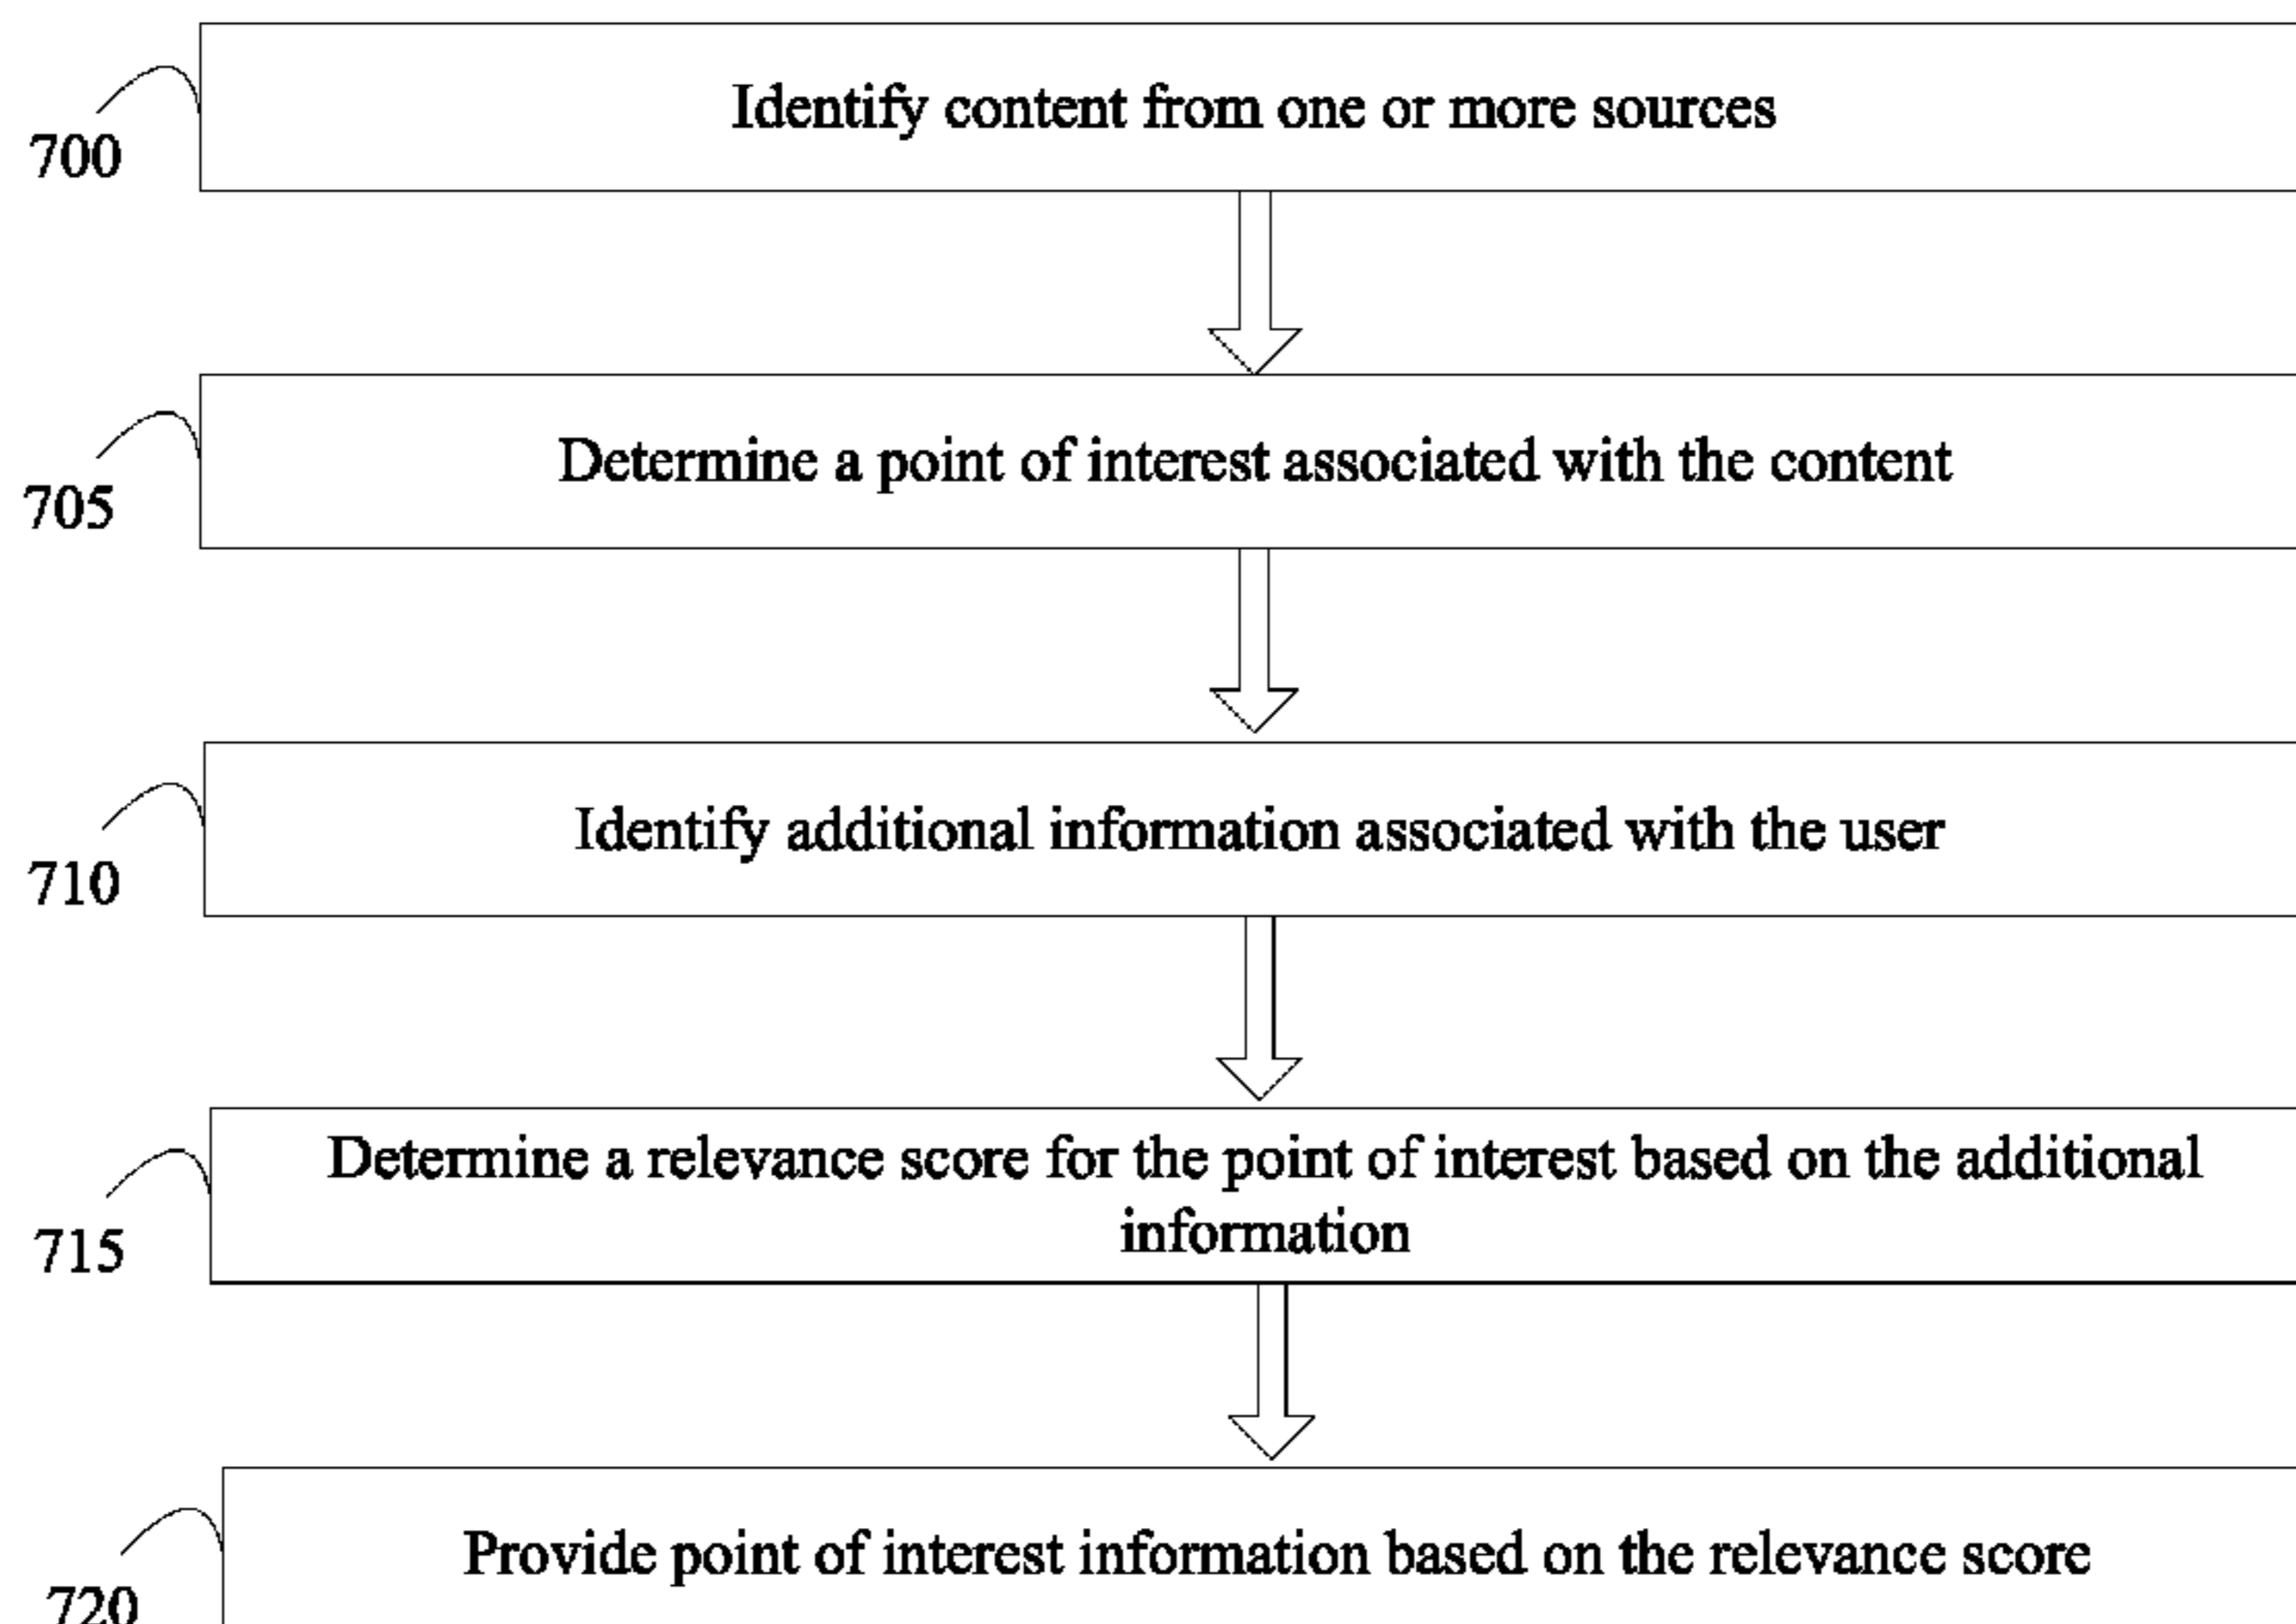 Identify content from one or more sources
700
Determine a point of interest associated with the content
705
Identify additional information associated with the user
710
Determine a relevance score for the point of interest based on the additional
information
715
Provide point of interest information based on the relevance score
720